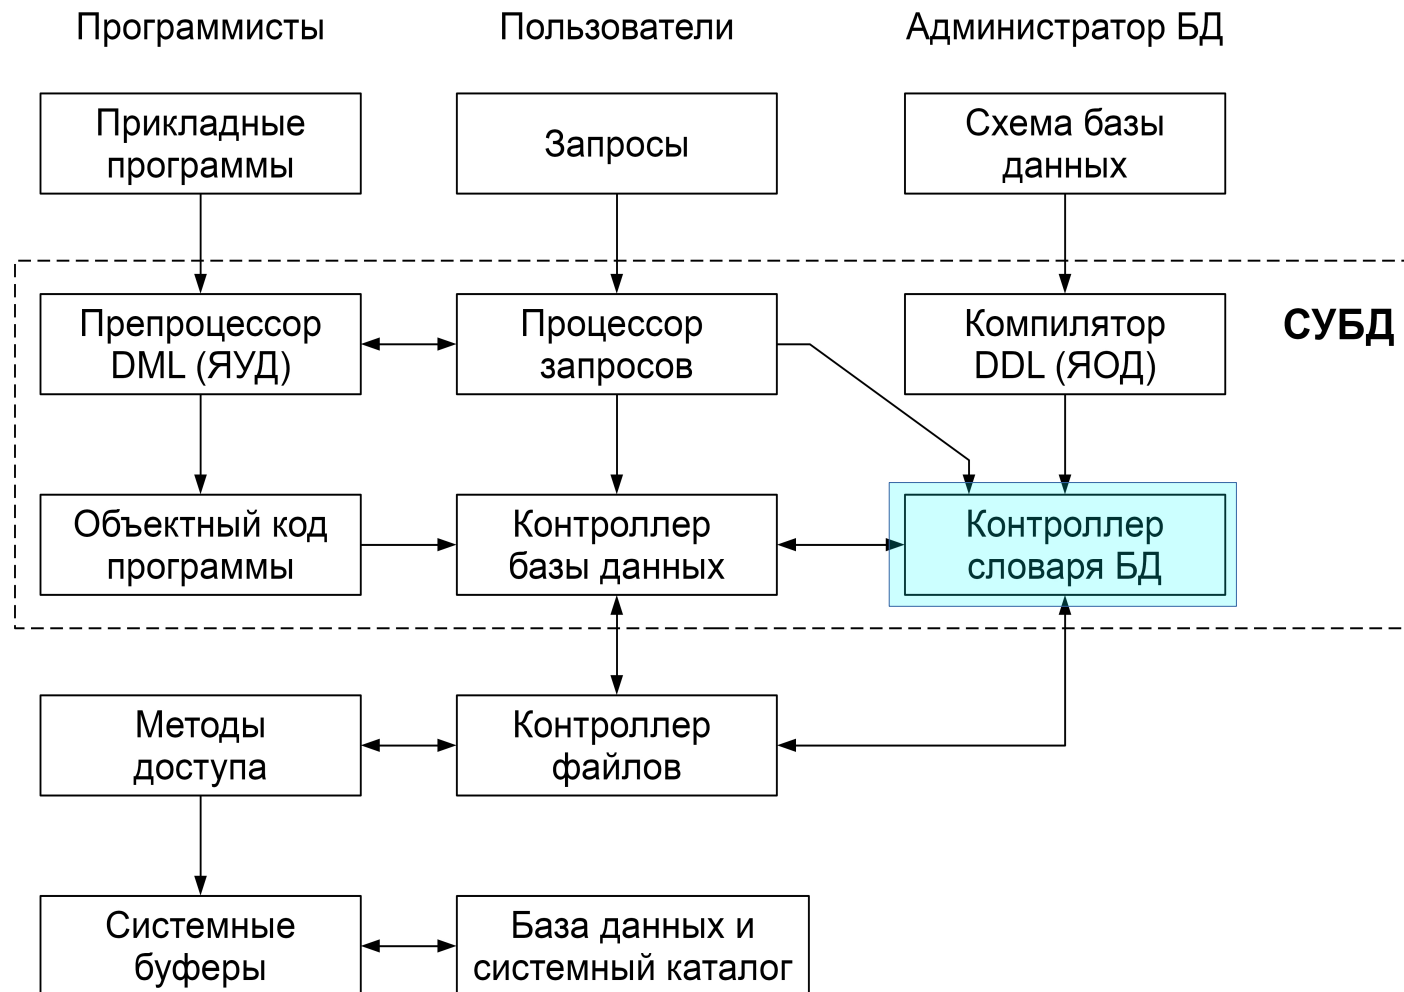 Программисты
Пользователи
Администратор БД
Прикладные
программы
Запросы
Схема базы
данных
Препроцессор
DML (ЯУД)
Процессор
запросов
Компилятор
DDL (ЯОД)
СУБД
Объектный код
программы
Контроллер
базы данных
Контроллер
словаря БД
Методы
доступа
Контроллер
файлов
Системные
буферы
База данных и
системный каталог